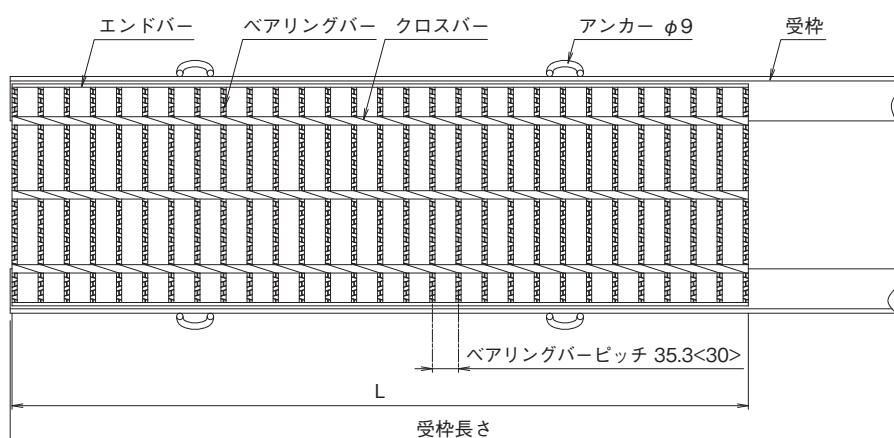 エンドバー
ベアリングバー
クロスバー
アンカー φ9
受枠
ベアリングバーピッチ 35.3<30>
L
受枠長さ